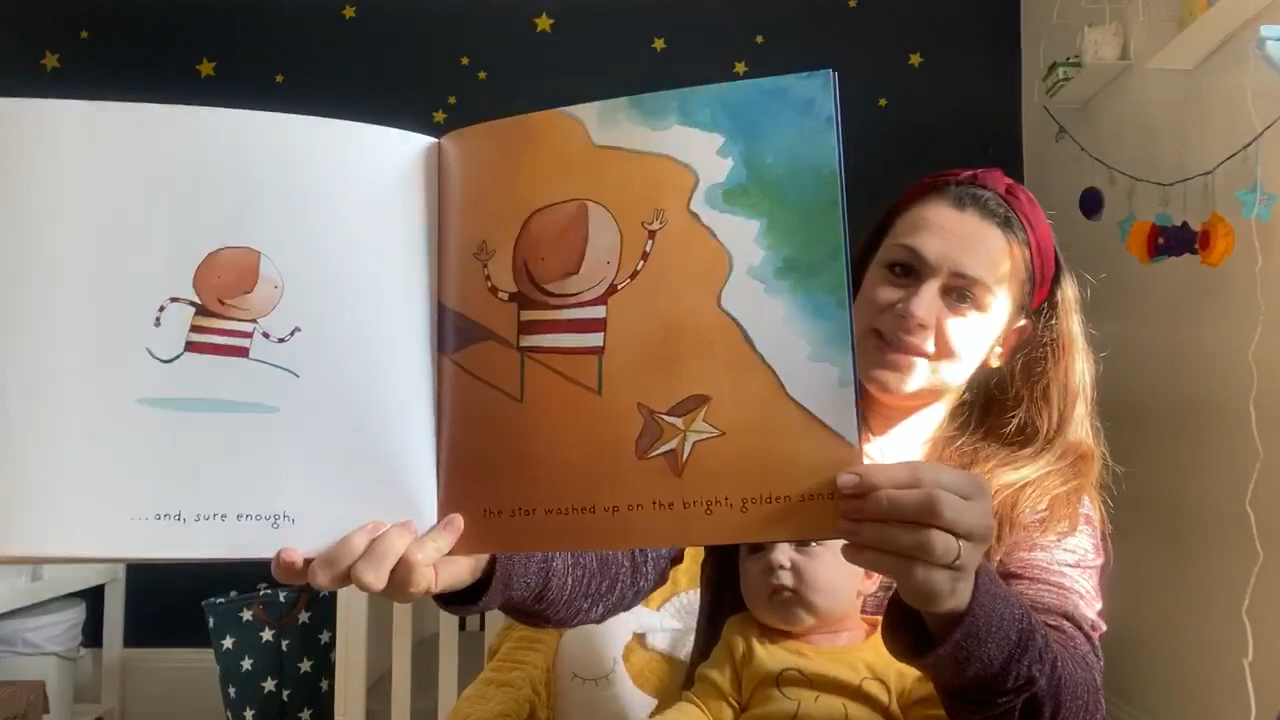 ...and, sure enough,
the star washed up on the bright, golden sand